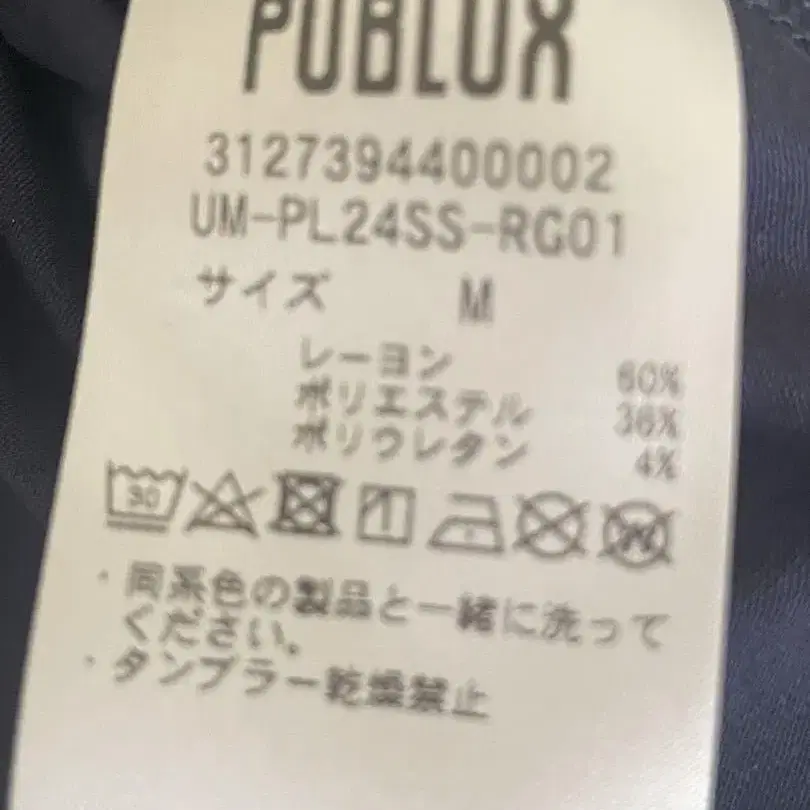 PUBLUX
3127394400002
UM-PL24SS-RG01
サイズ M
レーヨン 60%
ポリエステル 36%
ポリウレタン 4%
30
・同系色の製品と一緒に洗って
ください。
・タンブラー乾燥禁止